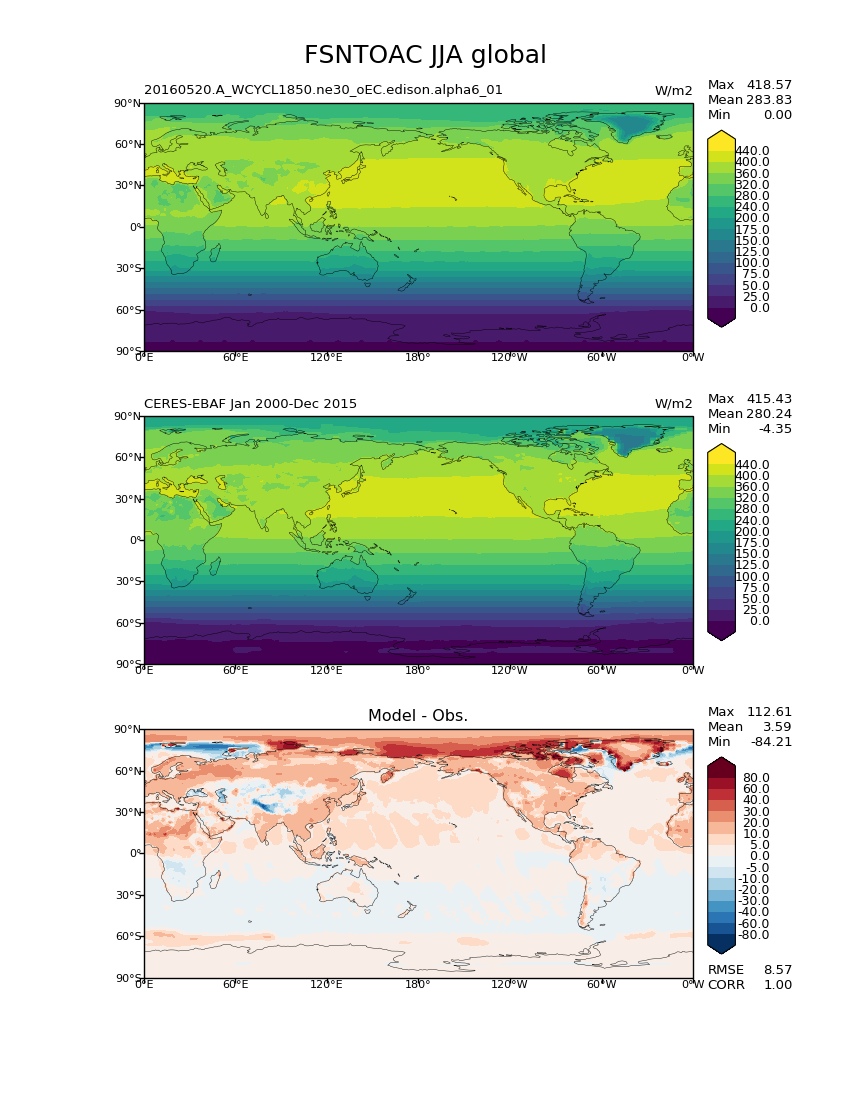 FSNTOAC JJA global
20160520.A_WCYCL1850.ne30_oEC.edison.alpha6_01 W/m2
Max 418.57
Mean 283.83
Min 0.00
90°N
60°N
30°N
0°
30°S
60°S
90°S
0°E 60°E 120°E 180° 120°W 60°W 0°W
440.0
400.0
360.0
320.0
280.0
240.0
200.0
175.0
150.0
125.0
100.0
75.0
50.0
25.0
0.0
CERES-EBAF Jan 2000-Dec 2015 W/m2
Max 415.43
Mean 280.24
Min -4.35
90°N
60°N
30°N
0°
30°S
60°S
90°S
0°E 60°E 120°E 180° 120°W 60°W 0°W
440.0
400.0
360.0
320.0
280.0
240.0
200.0
175.0
150.0
125.0
100.0
75.0
50.0
25.0
0.0
Model - Obs.
Max 112.61
Mean 3.59
Min -84.21
90°N
60°N
30°N
0°
30°S
60°S
90°S
0°E 60°E 120°E 180° 120°W 60°W 0°W
80.0
60.0
40.0
30.0
20.0
10.0
5.0
0.0
-5.0
-10.0
-20.0
-30.0
-40.0
-60.0
-80.0
RMSE 8.57
CORR 1.00